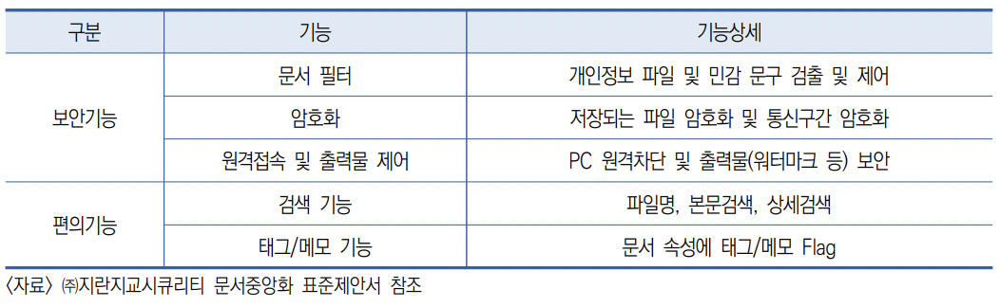 구분 기능 기능상세
문서 필터 개인정보 파일 및 민감 문구 검출 및 제어
보안기능 암호화 저장되는 파일 암호화 및 통신구간 암호화
원격접속 및 출력물 제어 PC 원격차단 및 출력물(워터마크 등) 보안
검색 기능 파일명, 본문검색, 상세검색
편의기능
태그/메모 기능 문서 속성에 태그/메모 Flag
<자료> ㈜지란지교시큐리티 문서중앙화 표준제안서 참조